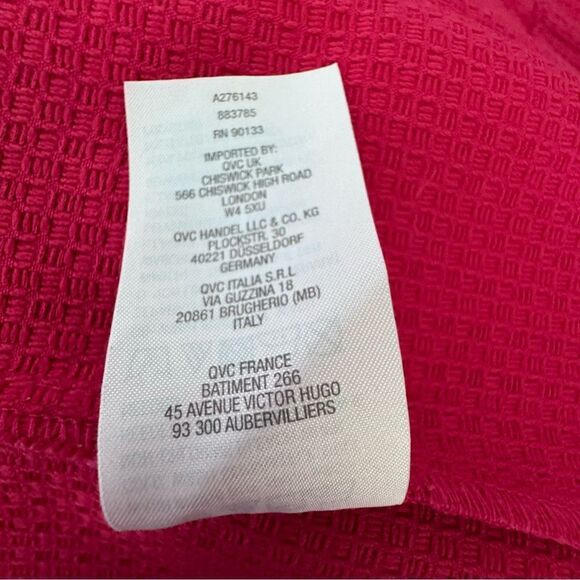 A276143
883785
RN 90133
IMPORTED BY:
QVC UK
CHISWICK PARK
566 CHISWICK HIGH ROAD
LONDON
W4 5XU
QVC HANDEL LLC & CO. KG
PLOCKSTR. 30
40221 DÜSSELDORF
GERMANY
QVC ITALIA S.R.L
VIA GUZZINA 18
20861 BRUGHERIO (MB)
ITALY
QVC FRANCE
BATIMENT 266
45 AVENUE VICTOR HUGO
93 300 AUBERVILLIERS